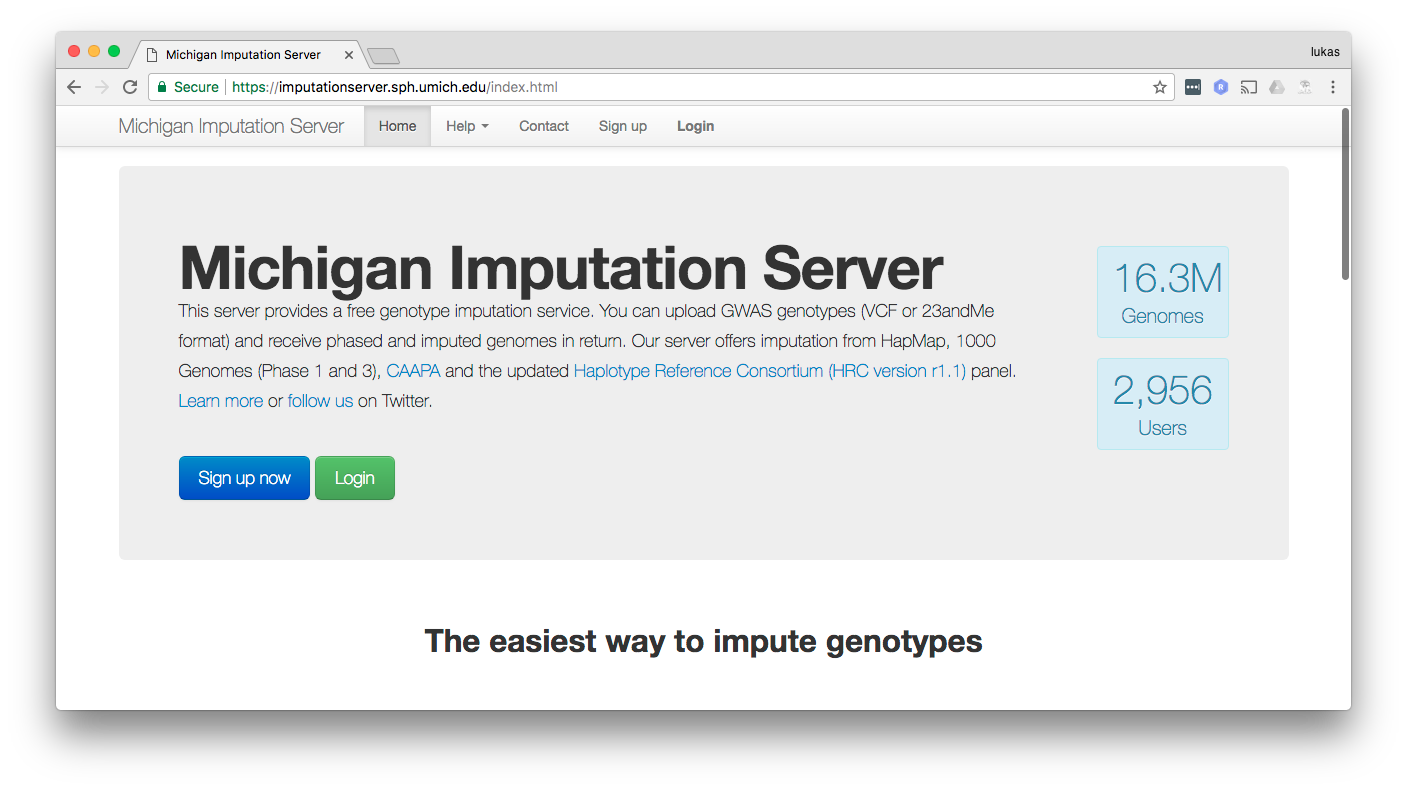 Michigan Imputation Server
lukas
Secure https://imputationserver.sph.umich.edu/index.html
Michigan Imputation Server Home Help Contact Sign up Login
Michigan Imputation Server
This server provides a free genotype imputation service. You can upload GWAS genotypes (VCF or 23andMe
format) and receive phased and imputed genomes in return. Our server offers imputation from HapMap, 1000
Genomes (Phase 1 and 3), CAAPA and the updated Haplotype Reference Consortium (HRC version r1.1) panel.
Learn more or follow us on Twitter.
Sign up now Login
16.3M
Genomes
2,956
Users
The easiest way to impute genotypes